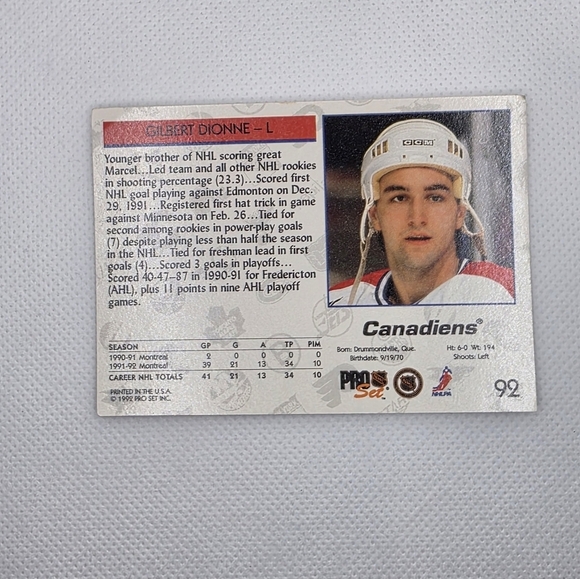 GILBERT DIONNE – L
Younger brother of NHL scoring great
Marcel...Led team and all other NHL rookies
in shooting percentage (23.3)...Scored first
NHL goal playing against Edmonton on Dec.
29, 1991...Registered first hat trick in game
against Minnesota on Feb. 26...Tied for
second among rookies in power-play goals
(7) despite playing less than half the season
in the NHL...Tied for freshman lead in first
goals (4)...Scored 3 goals in playoffs...
Scored 40-47–87 in 1990-91 for Fredericton
(AHL), plus 11 points in nine AHL playoff
games.
SEASON GP G A TP PIM
1990-91 Montreal 2 0 0 0 0
1991-92 Montreal 39 21 13 34 10
CAREER NHL TOTALS 41 21 13 34 10
PRINTED IN THE U.S.A.
© 1992 PRO SET INC.
CCM
Canadiens®
Born: Drummondville, Que. Ht: 6-0 Wt: 194
Birthdate: 9/19/70 Shoots: Left
PRO Set™
NHLPA
92